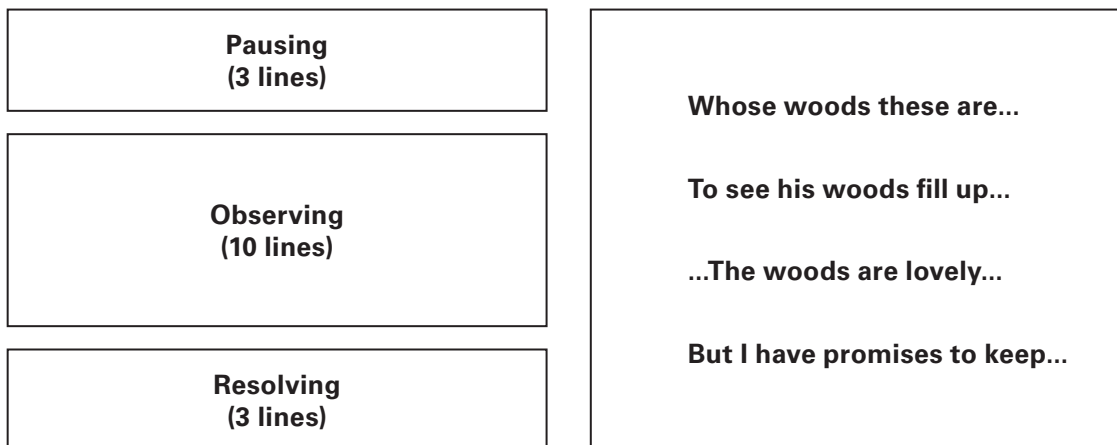 Pausing
(3 lines)
Observing
(10 lines)
Resolving
(3 lines)
Whose woods these are...
To see his woods fill up...
...The woods are lovely...
But I have promises to keep...